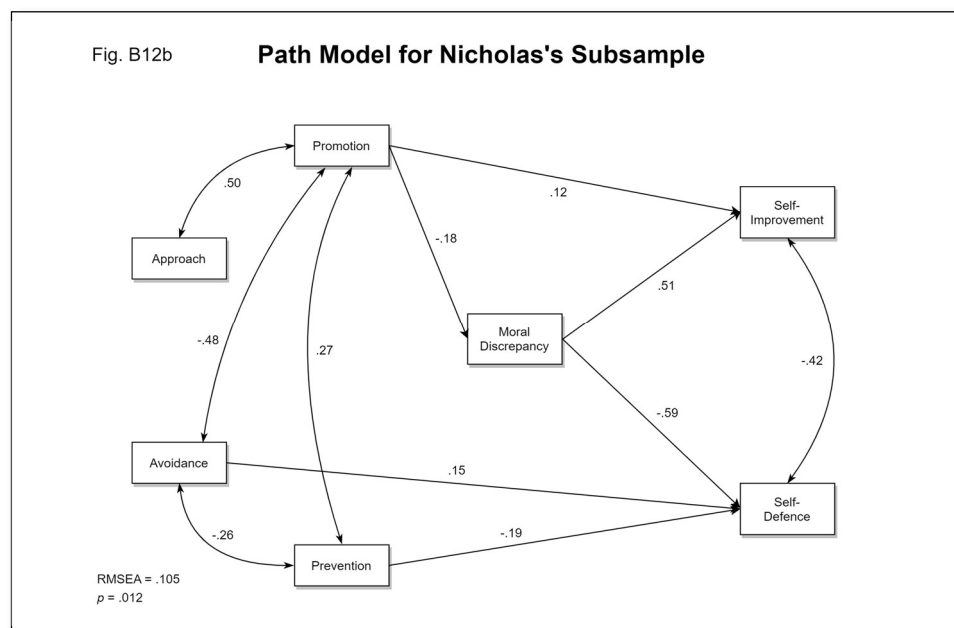 Fig. B12b
Path Model for Nicholas's Subsample
Promotion
.50
.12
Self-
Improvement
-.18
Approach
.51
Moral
Discrepancy
-.48
.27
-.42
-.59
Avoidance
.15
Self-
Defence
-.26
-.19
Prevention
RMSEA = .105
p = .012